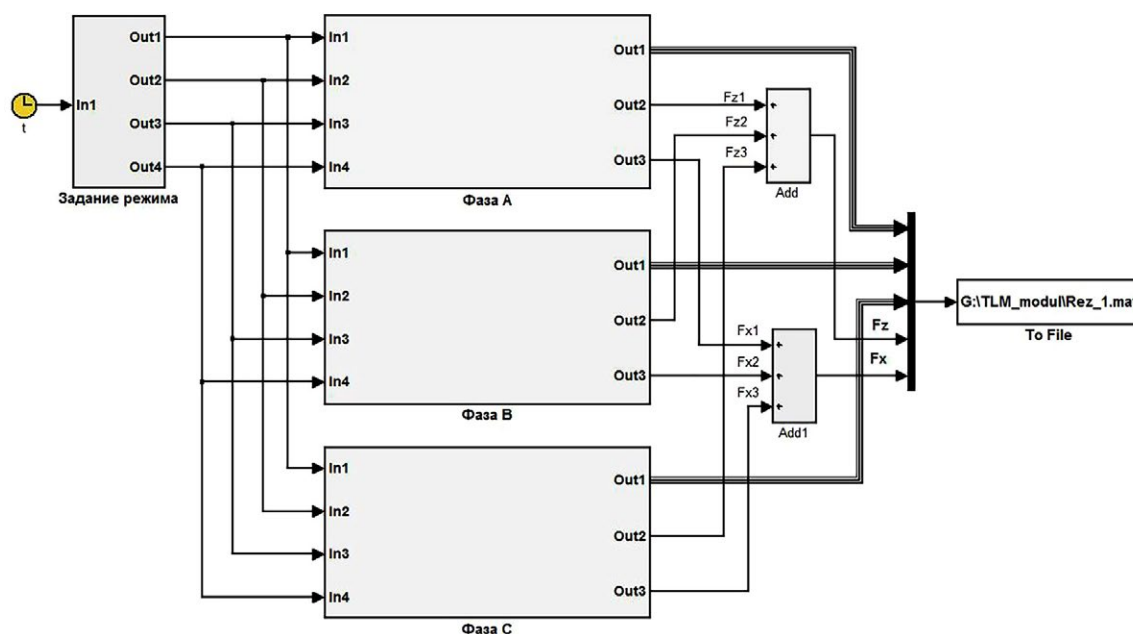 t
In1
Out1
Out2
Out3
Out4
Задание режима
In1
In2
In3
In4
Out1
Out2
Out3
Фаза А
In1
In2
In3
In4
Out1
Out2
Out3
Фаза В
In1
In2
In3
In4
Out1
Out2
Out3
Фаза С
Fz1
Fz2
Fz3
+
+
+
Add
Fx1
Fx2
Fx3
+
+
+
Add1
Fz
Fx
G:\TLM_modul\Rez_1.ma
To File